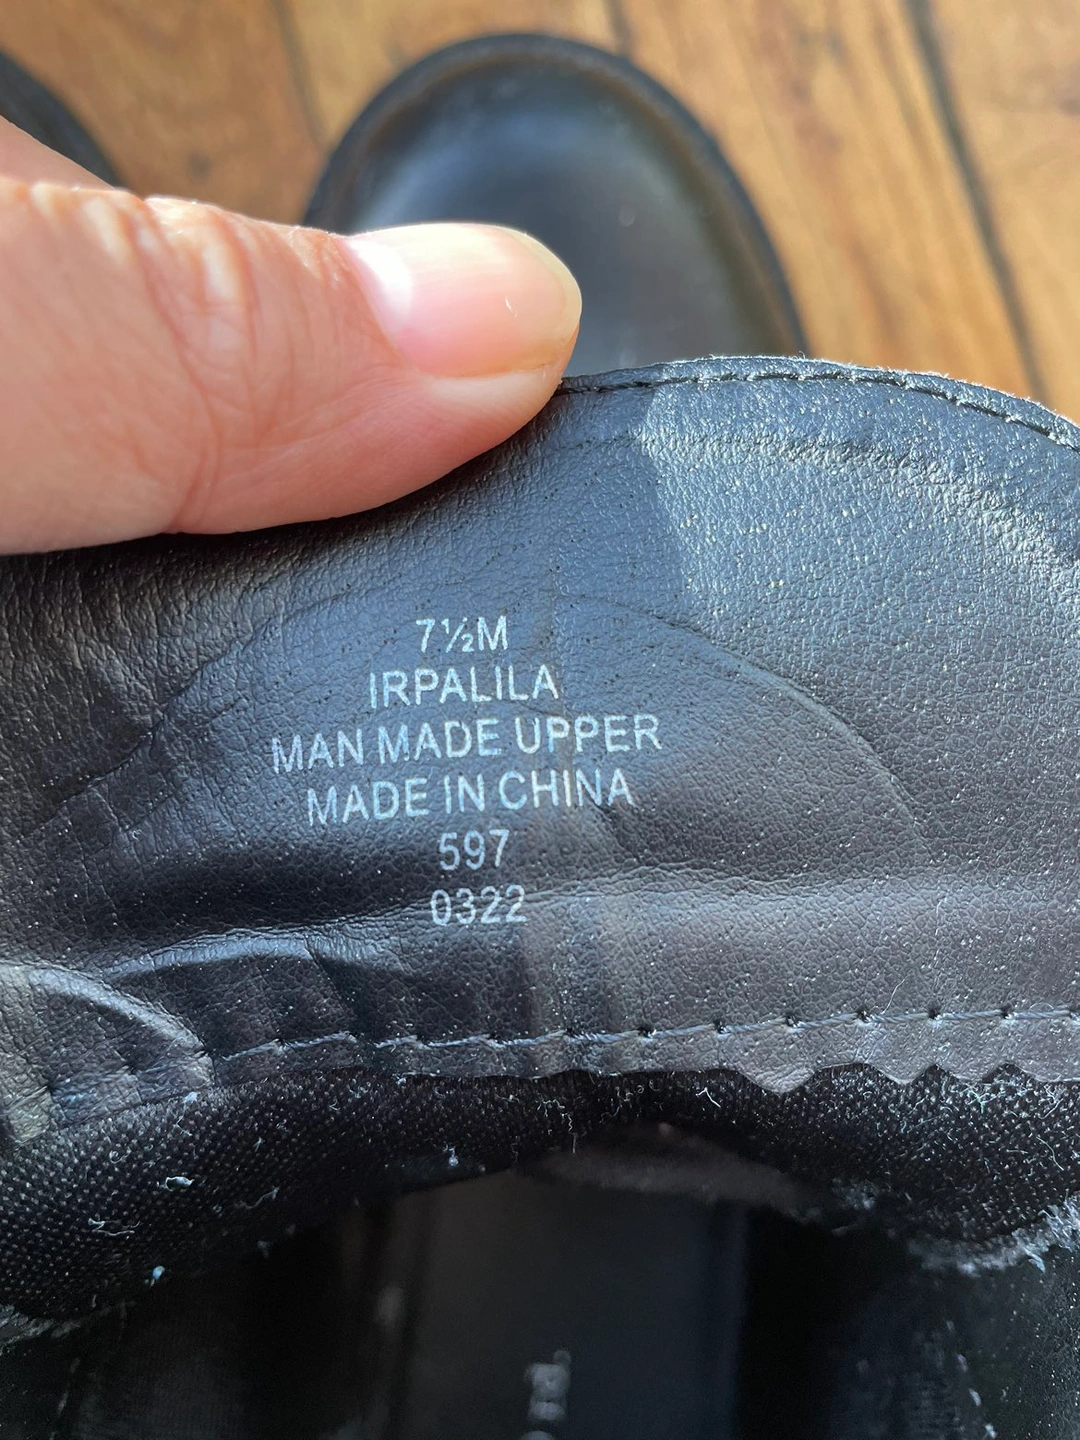 7½M
IRPALILA
MAN MADE UPPER
MADE IN CHINA
597
0322